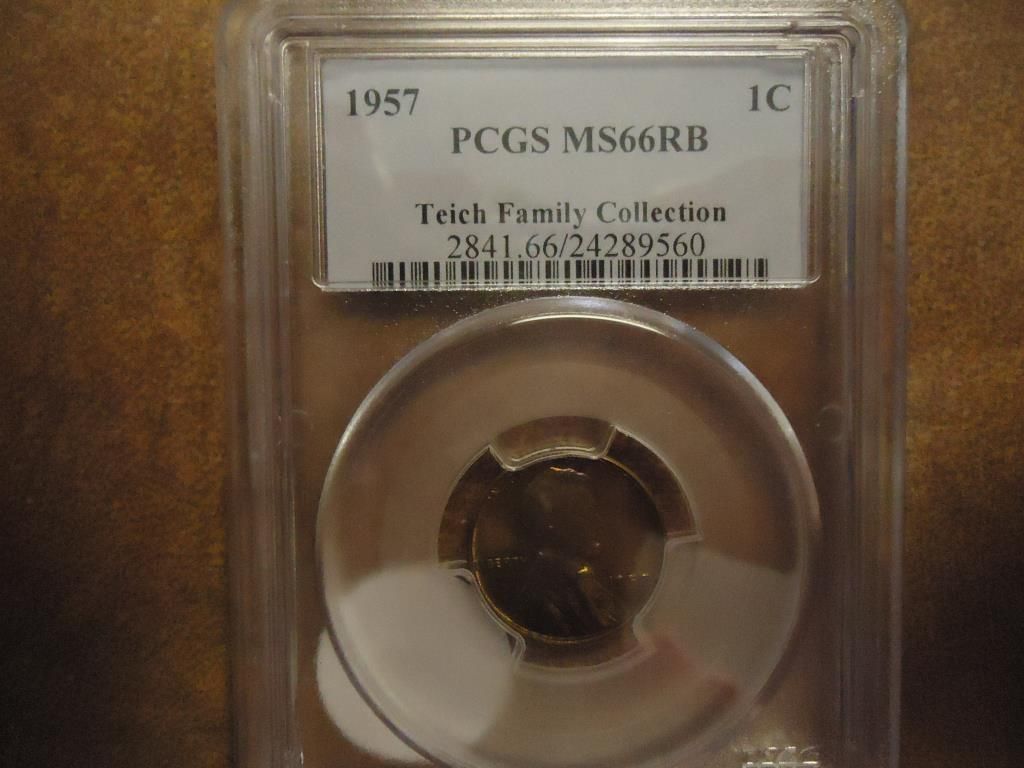 1957 1C
PCGS MS66RB
Teich Family Collection
2841.66/24289560